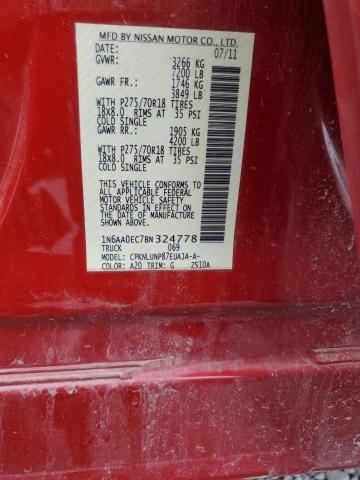 MFD BY NISSAN MOTOR CO., LTD.
DATE: 07/11
GVWR: 3266 KG
7200 LB
GAWR FR.: 1746 KG
3849 LB
WITH P275/70R18 TIRES
18X8.0 RIMS AT 35 PSI
COLD SINGLE
GAWR RR.: 1905 KG
4200 LB
WITH P275/70R18 TIRES
18X8.0 RIMS AT 35 PSI
COLD SINGLE
THIS VEHICLE CONFORMS TO
ALL APPLICABLE FEDERAL
MOTOR VEHICLE SAFETY
STANDARDS IN EFFECT ON
THE DATE OF MANUFACTURE
SHOWN ABOVE
1N6AA0EC7BN324778
TRUCK 069
MODEL: CPKNLUNP87EUAJA-A-
COLOR: A20 TRIM: G ZS10A